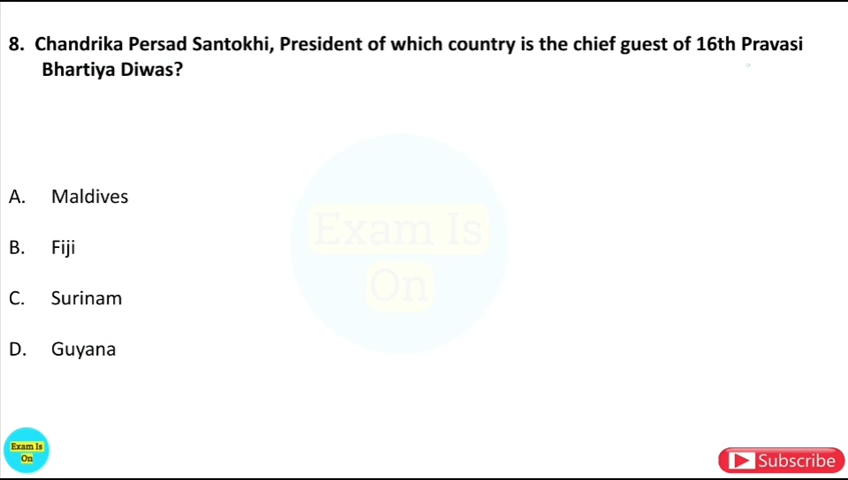 8. Chandrika Persad Santokhi, President of which country is the chief guest of 16th Pravasi
Bhartiya Diwas?
A. Maldives
B. Fiji
C. Surinam
D. Guyana
Exam Is
On
Exam Is
On
Subscribe